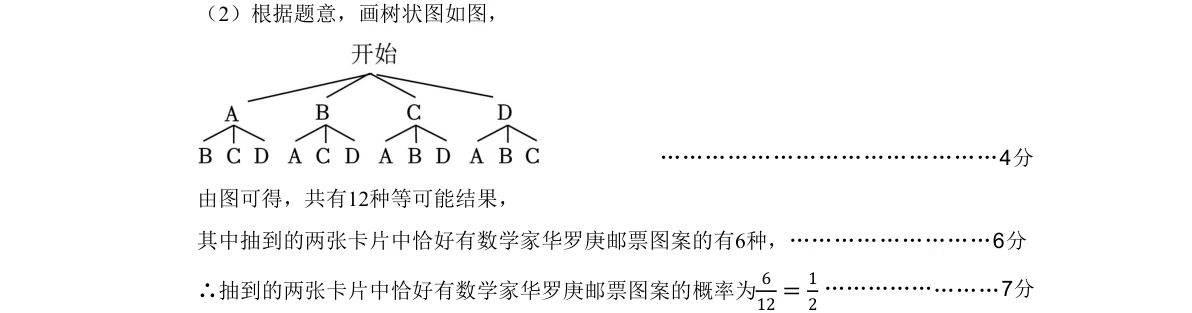 （2）根据题意，画树状图如图，
开始
A B C D
B C D A C D A B D A B C ………………………………………4分
由图可得，共有12种等可能结果，
其中抽到的两张卡片中恰好有数学家华罗庚邮票图案的有6种，………………………6分
∴抽到的两张卡片中恰好有数学家华罗庚邮票图案的概率为6/12＝1/2……………………7分